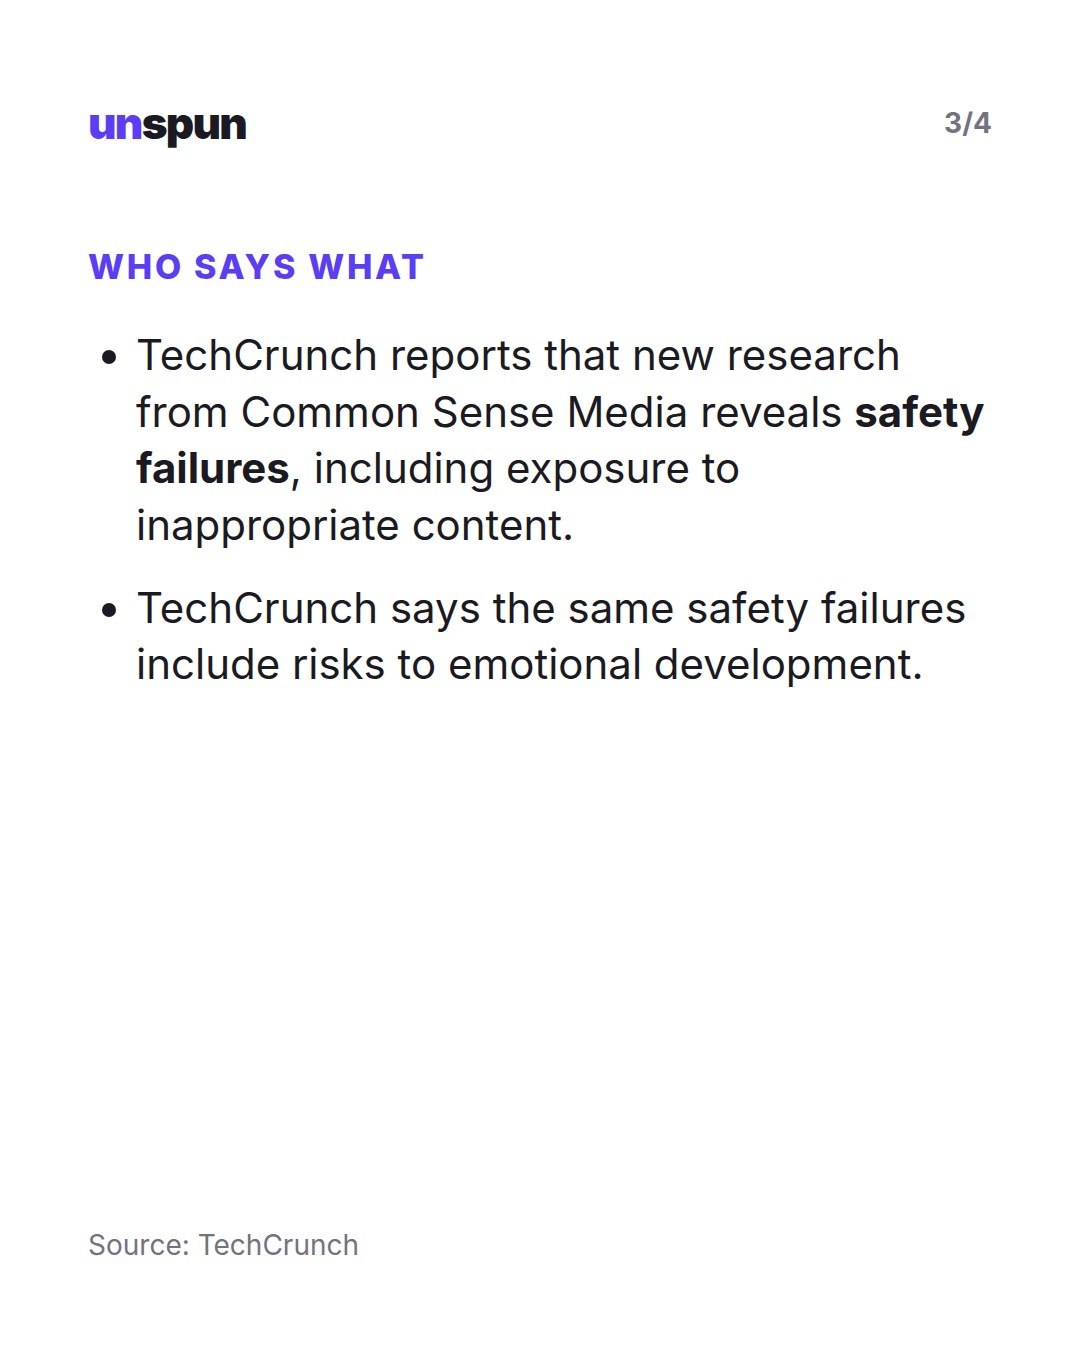 unspun
3/4
WHO SAYS WHAT
• TechCrunch reports that new research
from Common Sense Media reveals safety
failures, including exposure to
inappropriate content.
• TechCrunch says the same safety failures
include risks to emotional development.
Source: TechCrunch